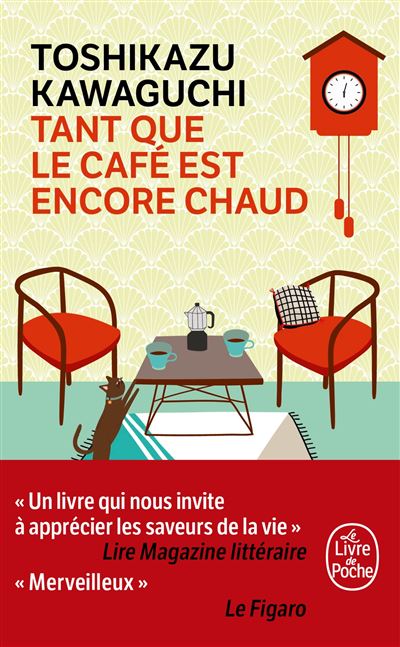 TOSHIKAZU
KAWAGUCHI
TANT QUE
LE CAFÉ EST
ENCORE CHAUD
« Un livre qui nous invite
à apprécier les saveurs de la vie »
Lire Magazine littéraire
« Merveilleux »
Le Figaro
Le
Livre
de
Poche